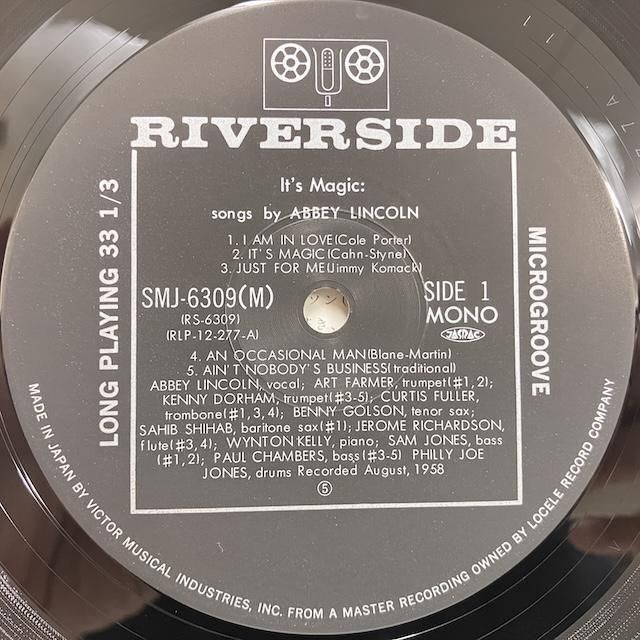 RIVERSIDE
It's Magic:
songs by ABBEY LINCOLN
1. I AM IN LOVE(Cole Porter)
2. IT'S MAGIC(Cahn-Styne)
3. JUST FOR ME(Jimmy Komack)
SMJ-6309(M)
(RS-6309)
(RLP-12-277-A)
SIDE 1
MONO
JASRAC
4. AN OCCASIONAL MAN(Blane-Martin)
5. AIN'T NOBODY'S BUSINESS(traditional)
ABBEY LINCOLN, vocal; ART FARMER, trumpet(#1,2);
KENNY DORHAM, trumpet(#3-5); CURTIS FULLER,
trombone(#1,3,4); BENNY GOLSON, tenor sax;
SAHIB SHIHAB, baritone sax(#1); JEROME RICHARDSON,
flute(#3,4); WYNTON KELLY, piano; SAM JONES, bass
(#1,2); PAUL CHAMBERS, bass(#3-5) PHILLY JOE
JONES, drums Recorded August, 1958
⑤
LONG PLAYING 33 1/3
MICROGROOVE
MADE IN JAPAN BY VICTOR MUSICAL INDUSTRIES, INC. FROM A MASTER RECORDING OWNED BY LOCELE RECORD COMPANY